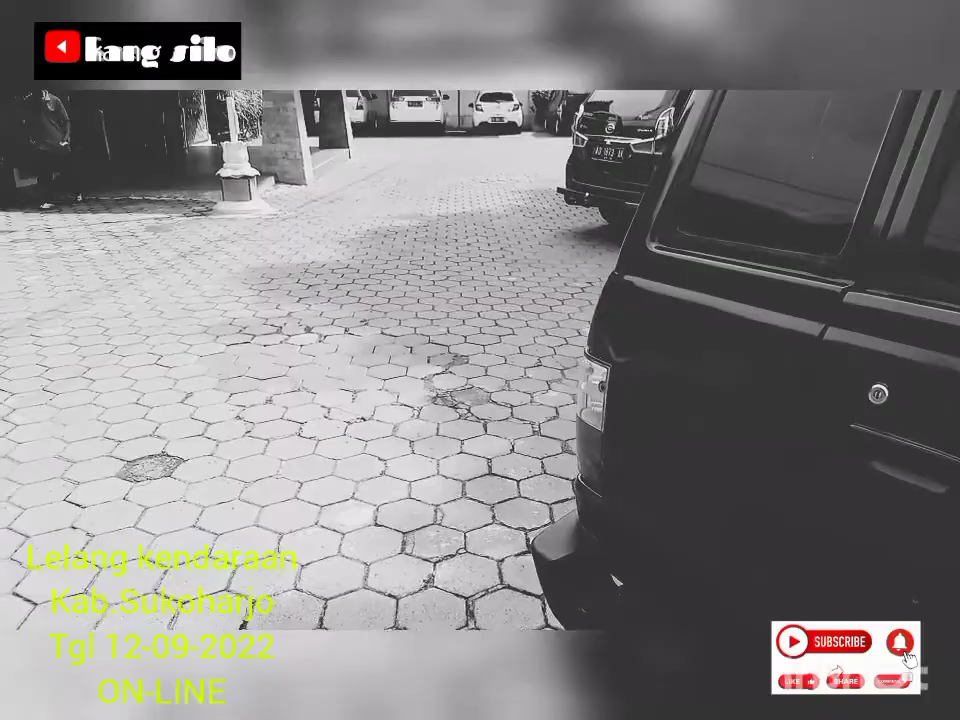 Kang silo
Lelang kendaraan
Kab.Sukoharjo
Tgl 12-09-2022
ON-LINE
SUBSCRIBE
LIKE
SHARE